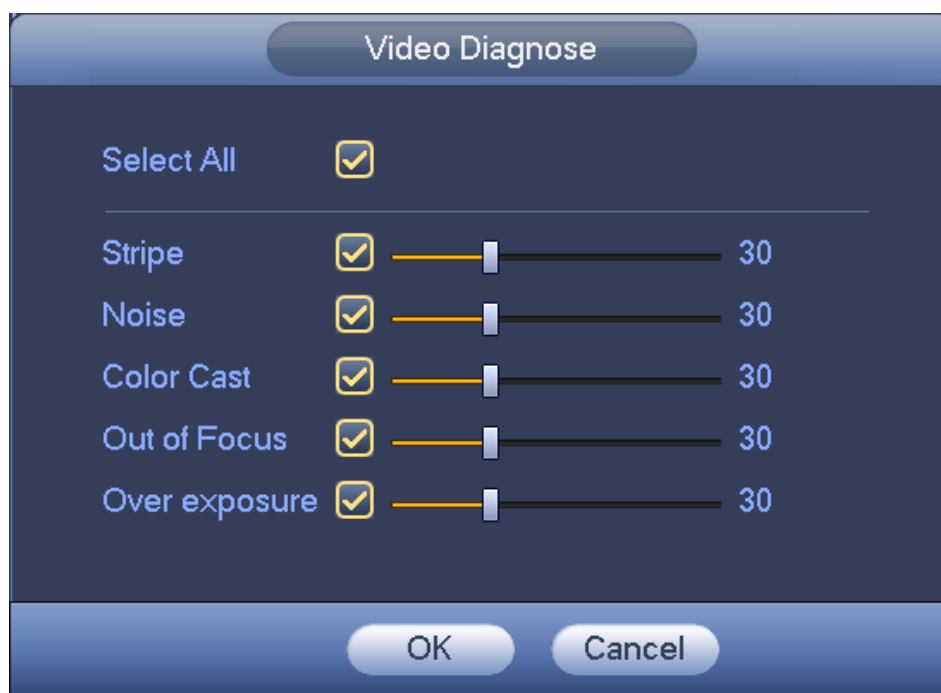 Video Diagnose
Select All
Stripe 30
Noise 30
Color Cast 30
Out of Focus 30
Over exposure 30
OK Cancel